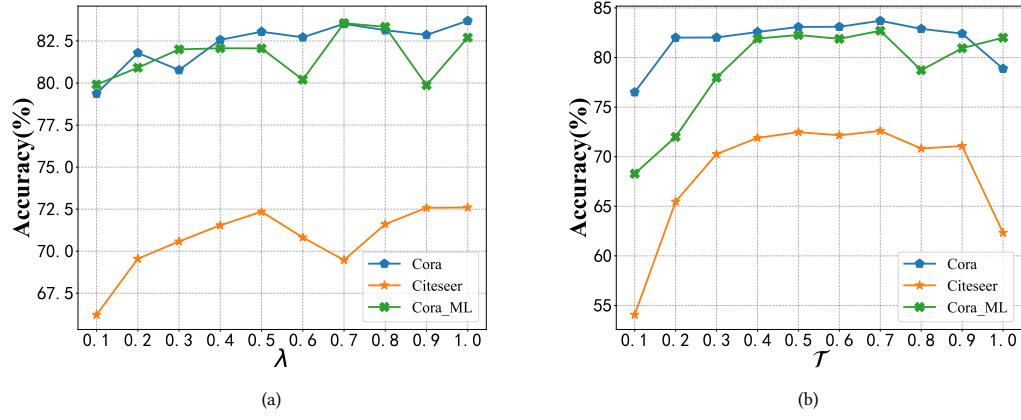 Accuracy(%)
82.5
80.0
77.5
75.0
72.5
70.0
67.5
0.1 0.2 0.3 0.4 0.5 0.6 0.7 0.8 0.9 1.0
λ
Cora
Citeseer
Cora_ML
(a)
Accuracy(%)
85
80
75
70
65
60
55
0.1 0.2 0.3 0.4 0.5 0.6 0.7 0.8 0.9 1.0
𝒯
Cora
Citeseer
Cora_ML
(b)